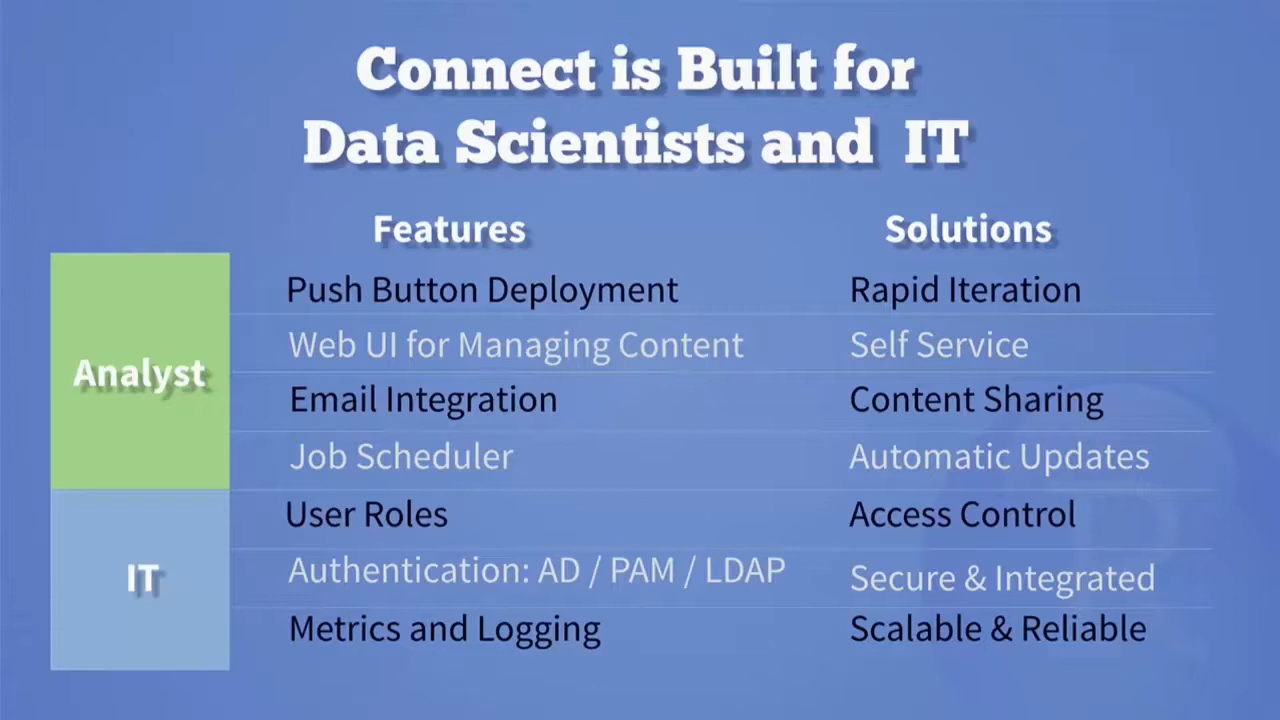 Connect is Built for
Data Scientists and IT
Features Solutions
Push Button Deployment Rapid Iteration
Web UI for Managing Content Self Service
Analyst
Email Integration Content Sharing
Job Scheduler Automatic Updates
User Roles Access Control
IT
Authentication: AD / PAM / LDAP Secure & Integrated
Metrics and Logging Scalable & Reliable